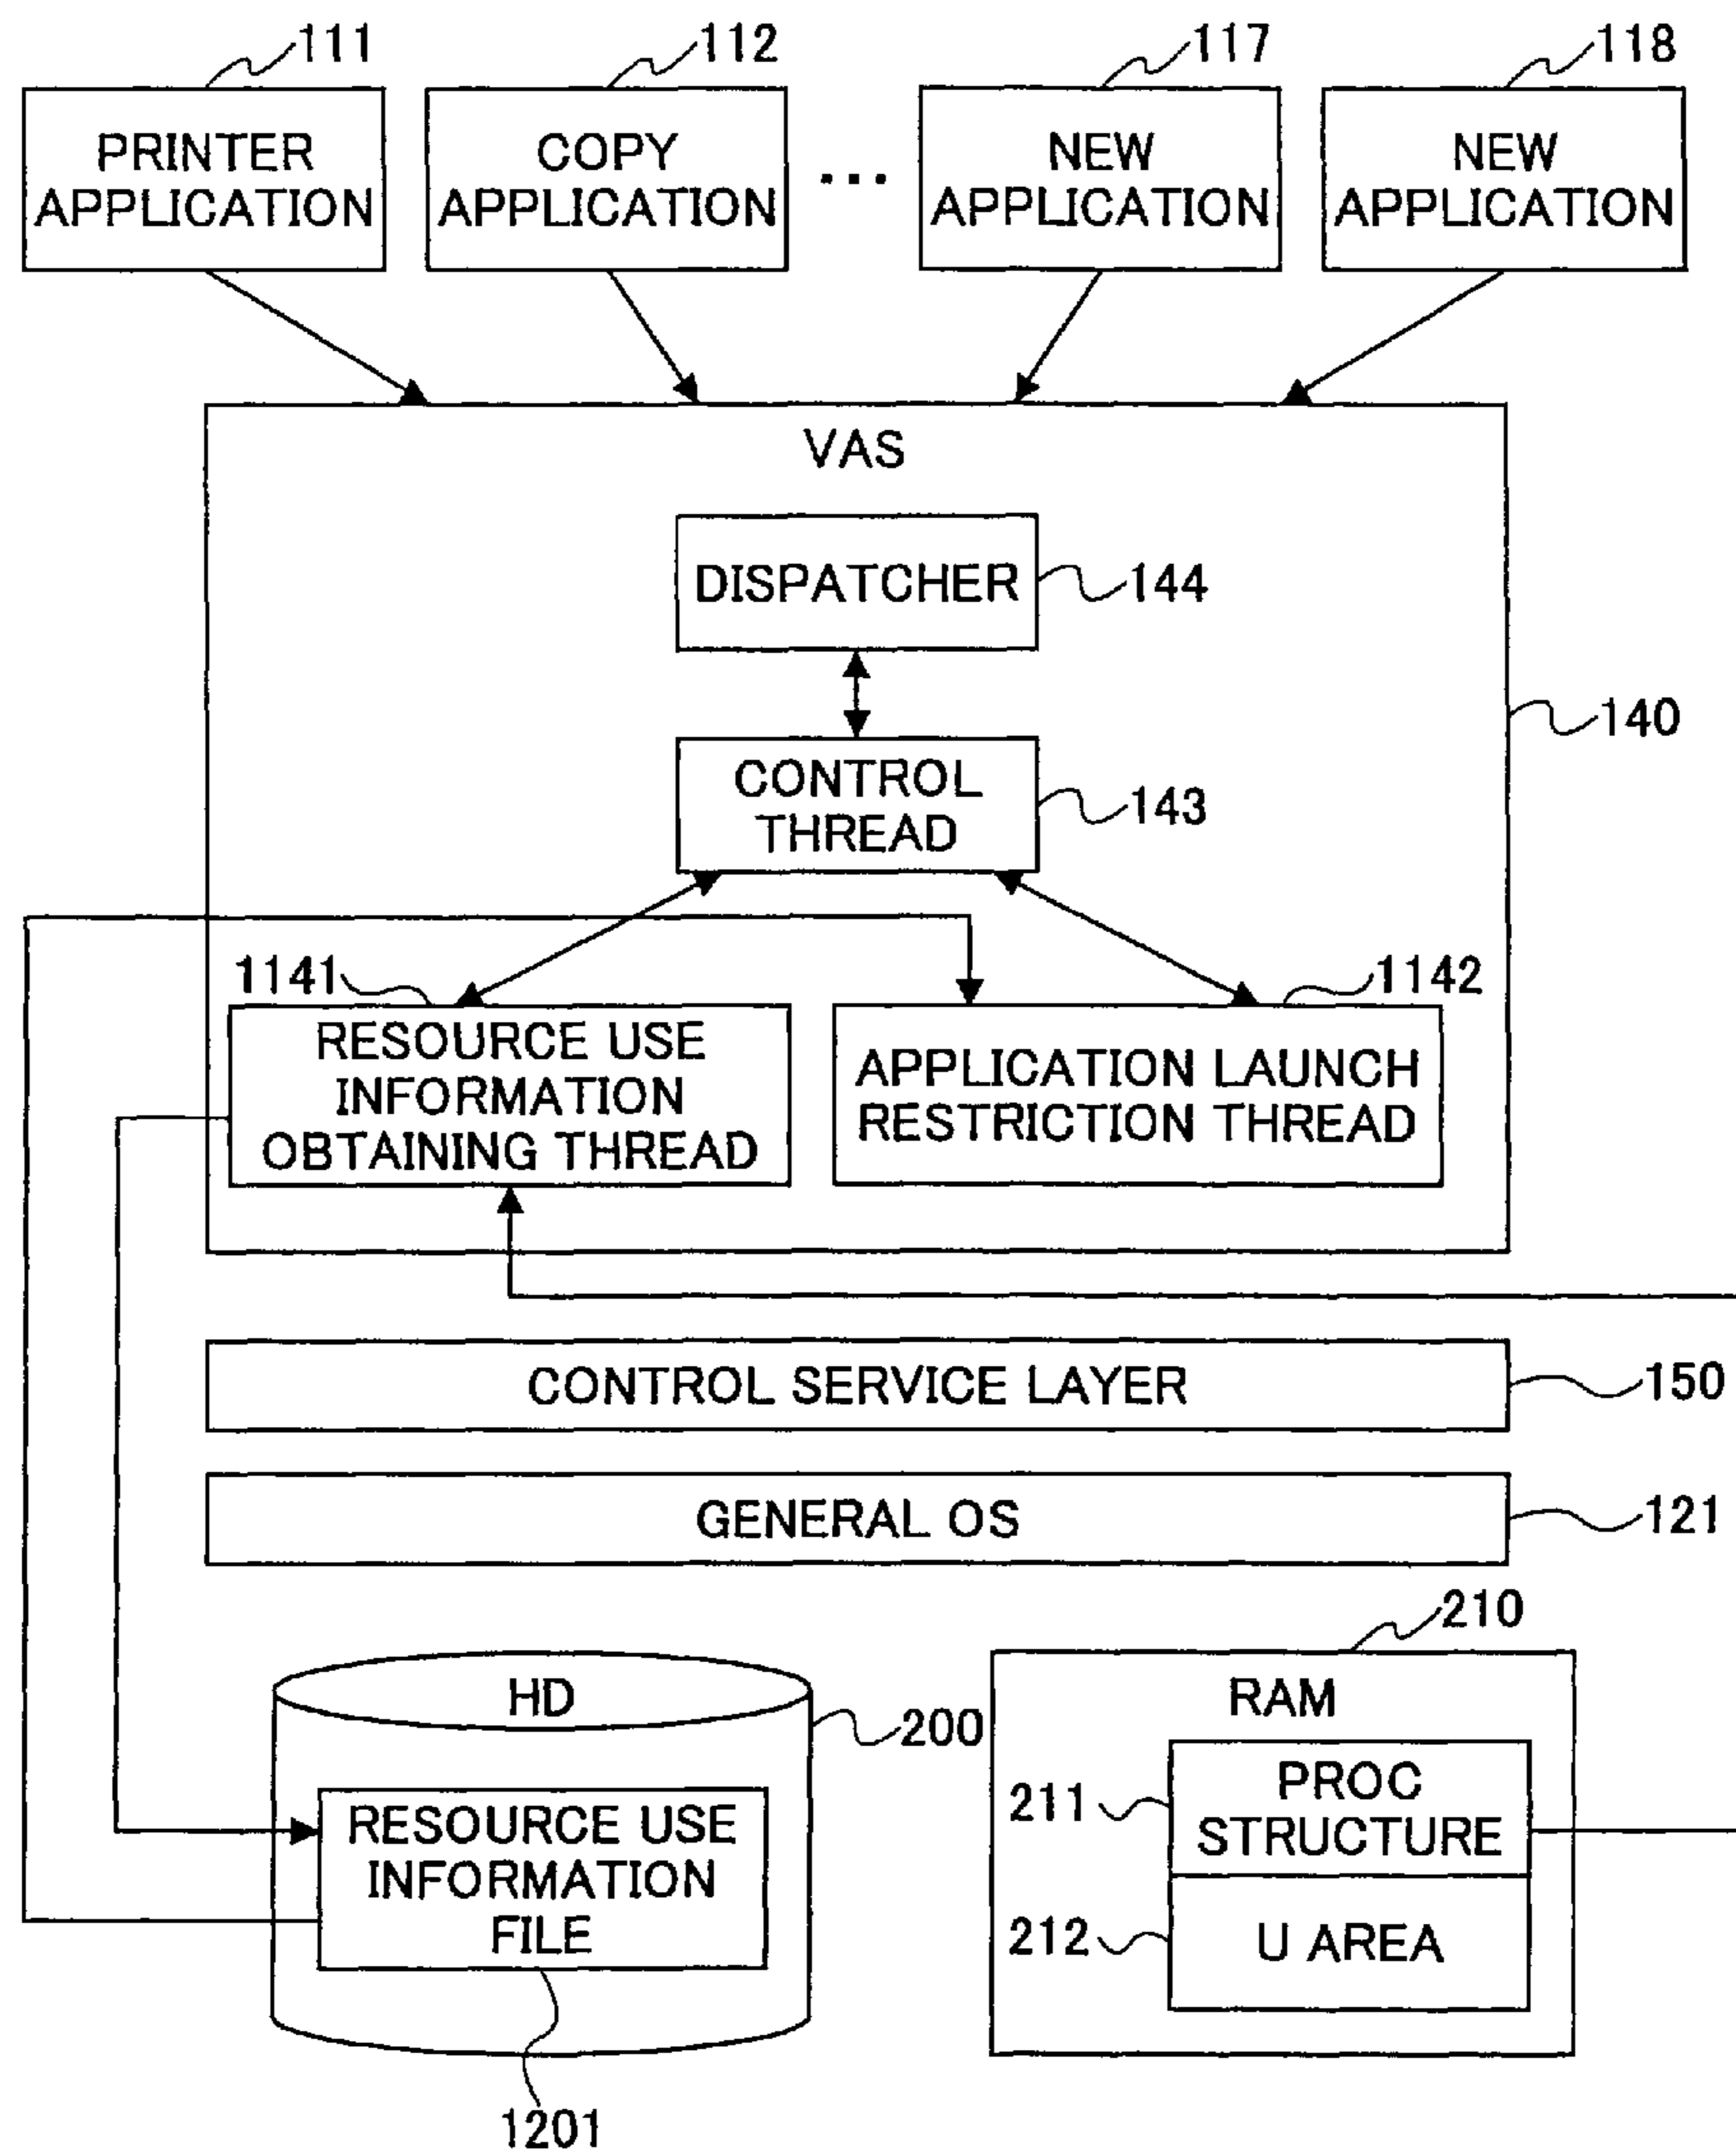 111
112
117
118
PRINTER
APPLICATION
COPY
APPLICATION
...
NEW
APPLICATION
NEW
APPLICATION
VAS
DISPATCHER
144
140
CONTROL
THREAD
143
1141
1142
RESOURCE USE
INFORMATION
OBTAINING THREAD
APPLICATION LAUNCH
RESTRICTION THREAD
CONTROL SERVICE LAYER
150
GENERAL OS
121
210
HD
200
RAM
RESOURCE USE
INFORMATION
FILE
211
PROC
STRUCTURE
212
U AREA
1201